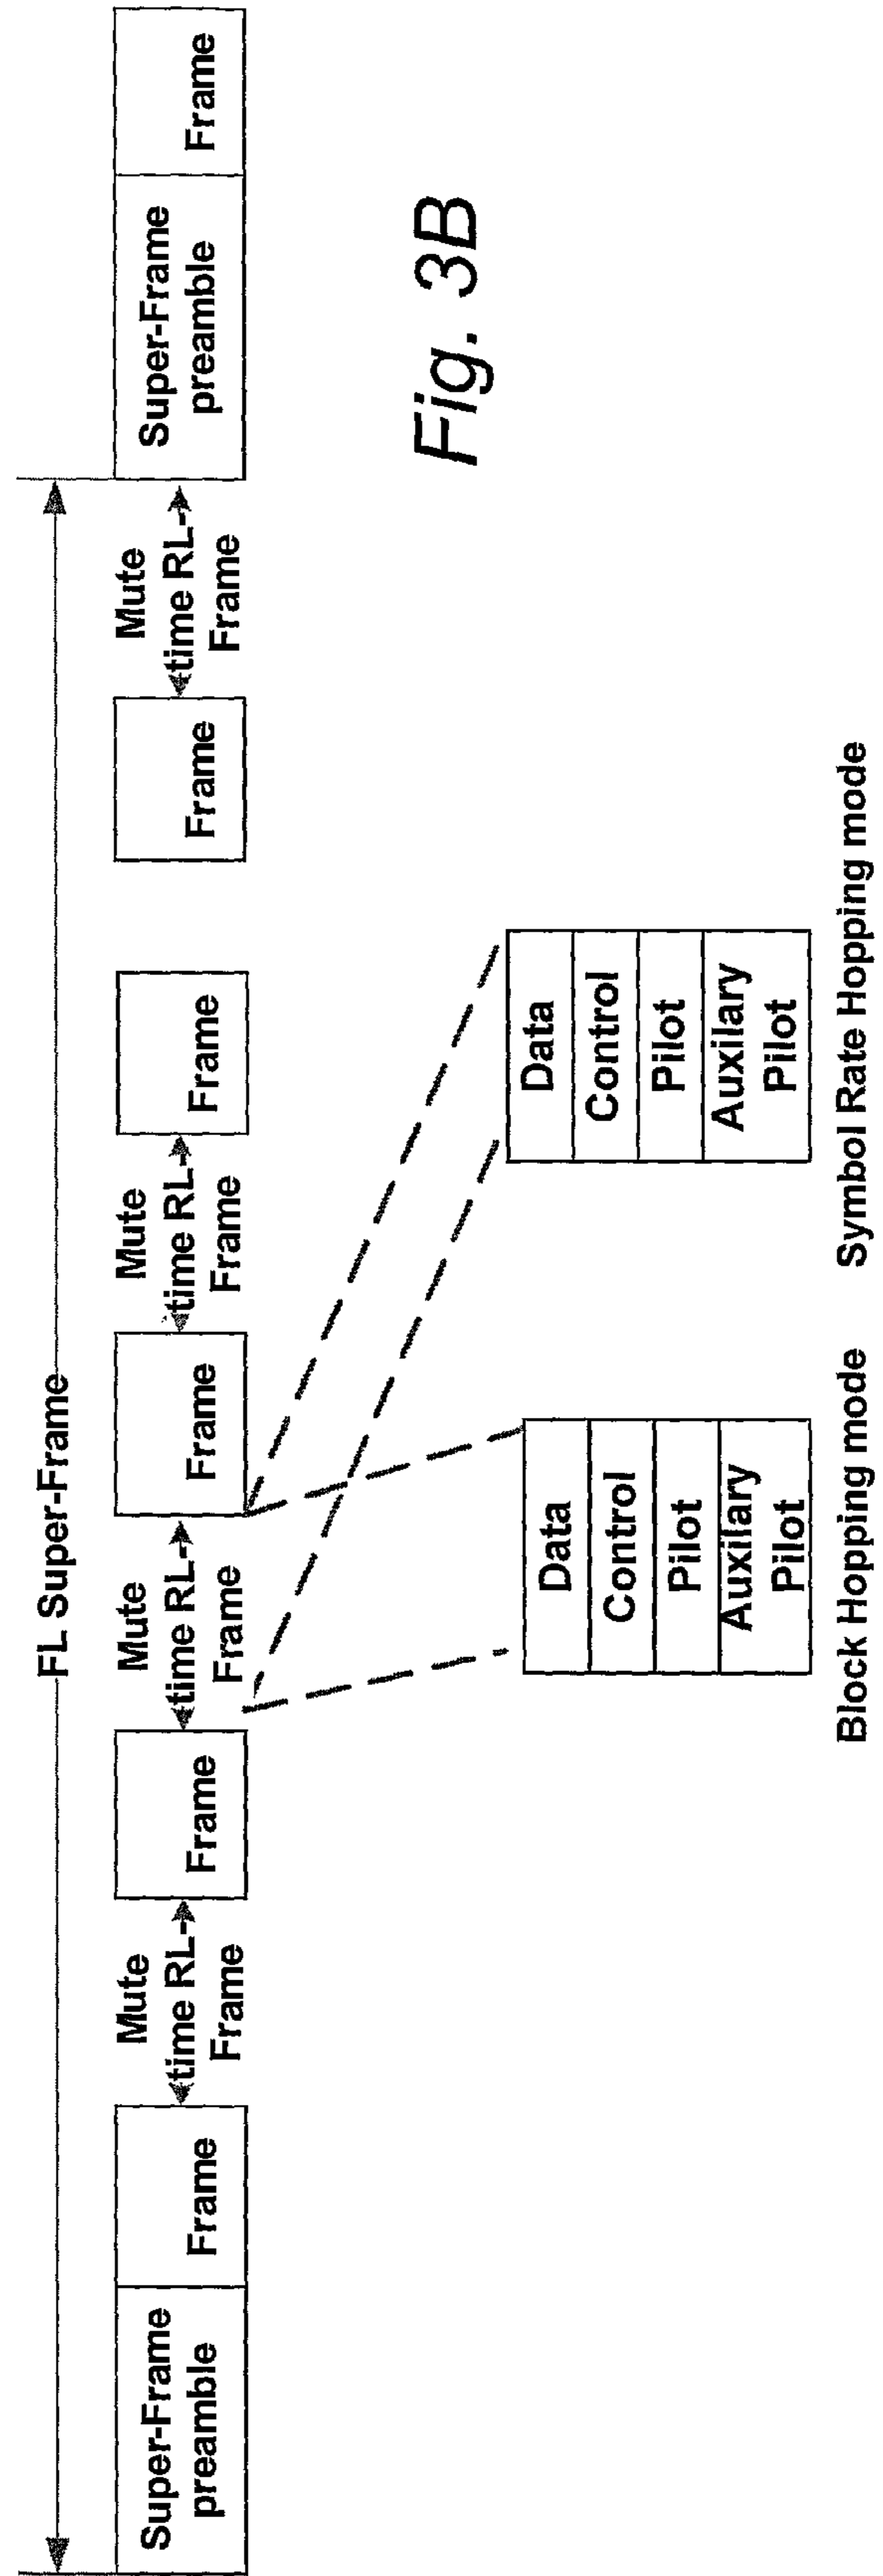 FL Super-Frame
Super-Frame
preamble
Frame
Mute
time RL-
Frame
Frame
Mute
time RL-
Frame
Frame
Mute
time RL-
Frame
Frame
Frame
Mute
time RL-
Frame
Super-Frame
preamble
Frame
Data
Control
Pilot
Auxilary
Pilot
Block Hopping mode
Data
Control
Pilot
Auxilary
Pilot
Symbol Rate Hopping mode
Fig. 3B